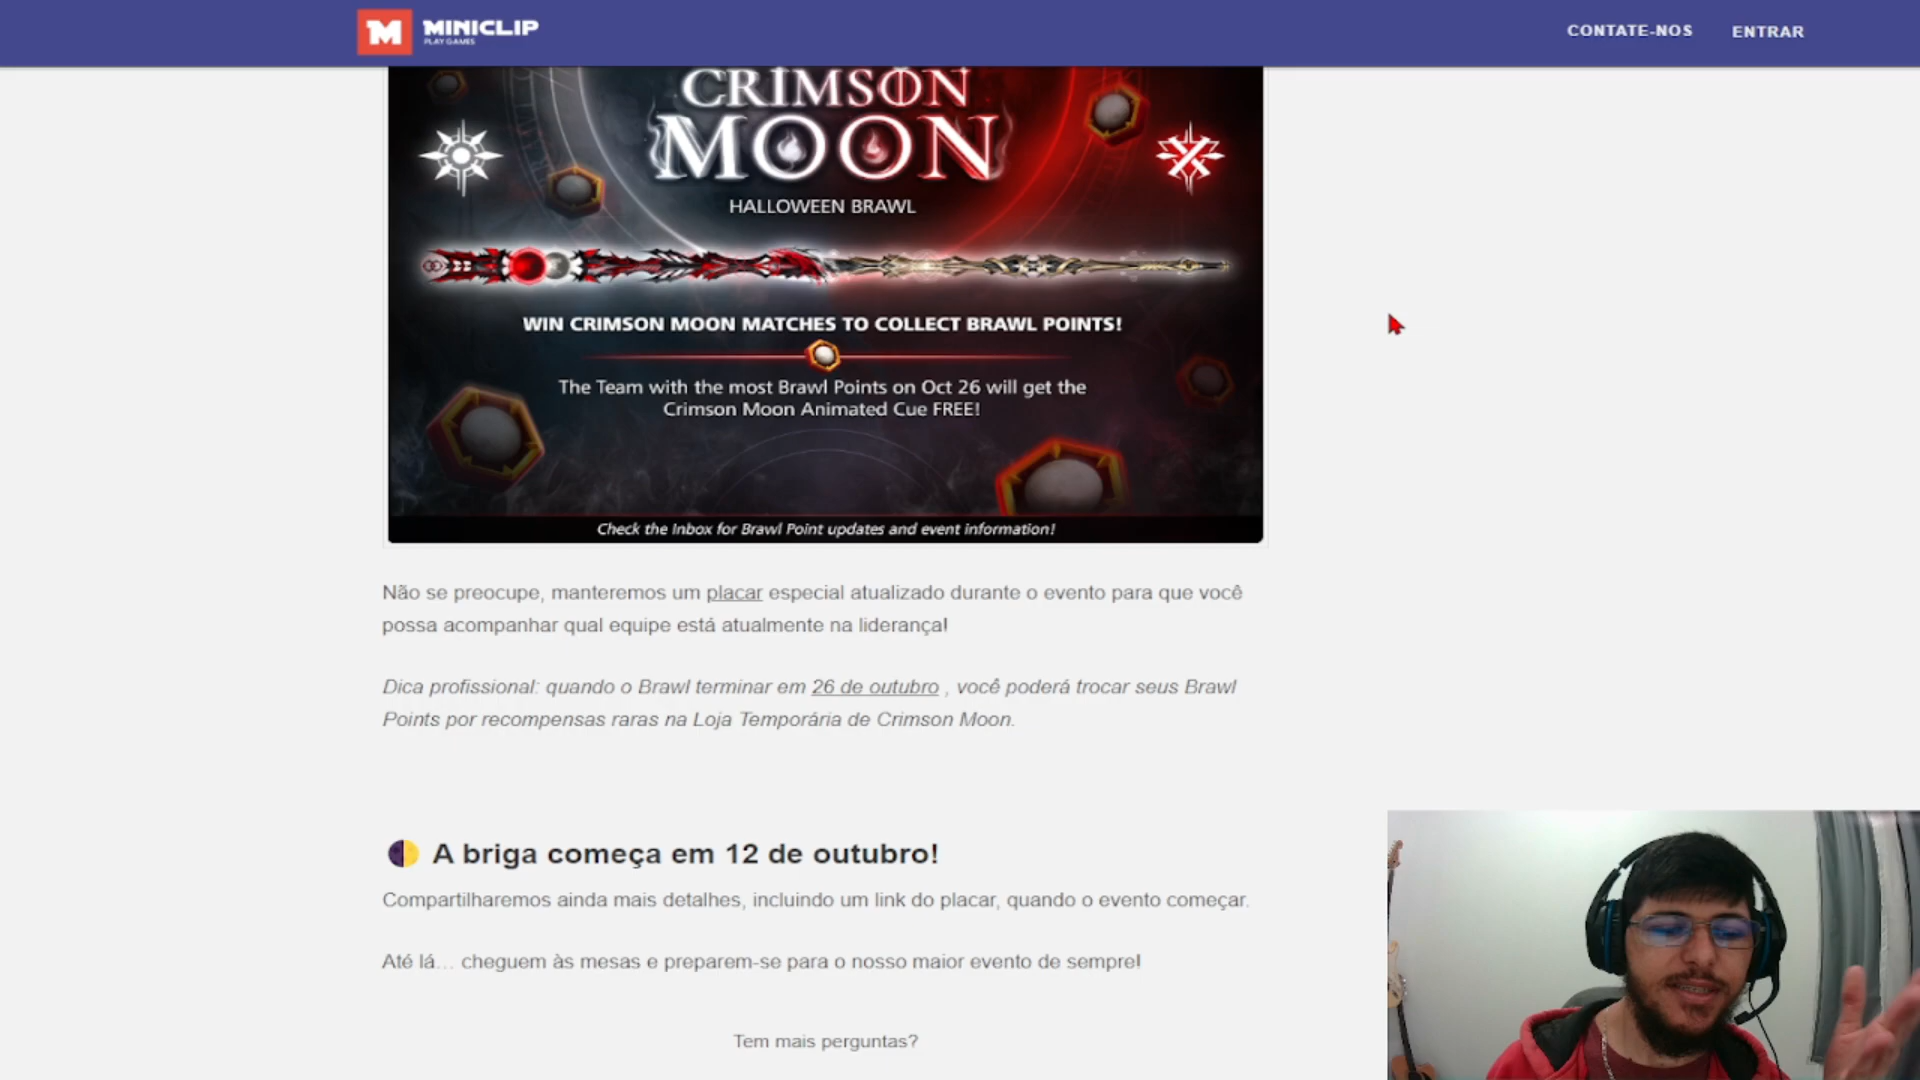 MINICLIP
PLAY GAMES
CONTATE-NOS
ENTRAR
CRIMSON
MOON
HALLOWEEN BRAWL
WIN CRIMSON MOON MATCHES TO COLLECT BRAWL POINTS!
The Team with the most Brawl Points on Oct 26 will get the
Crimson Moon Animated Cue FREE!
Check the Inbox for Brawl Point updates and event information!
Não se preocupe, manteremos um placar especial atualizado durante o evento para que você
possa acompanhar qual equipe está atualmente na liderança!
Dica profissional: quando o Brawl terminar em 26 de outubro , você poderá trocar seus Brawl
Points por recompensas raras na Loja Temporária de Crimson Moon.
A briga começa em 12 de outubro!
Compartilharemos ainda mais detalhes, incluindo um link do placar, quando o evento começar.
Até lá... cheguem às mesas e preparem-se para o nosso maior evento de sempre!
Tem mais perguntas?